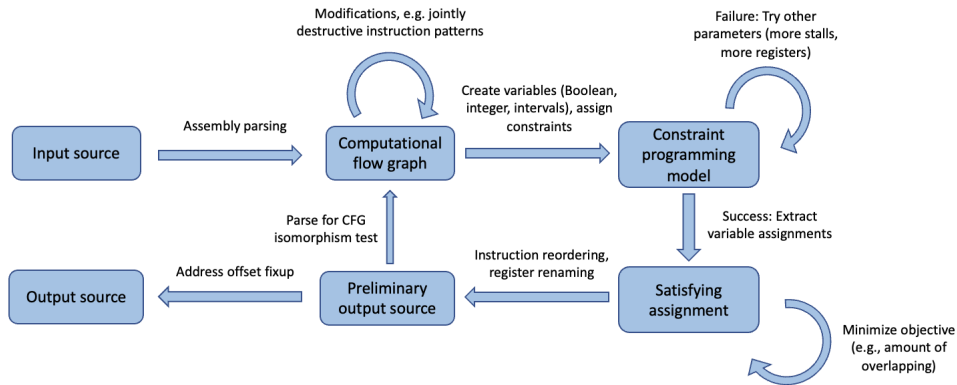 Modifications, e.g. jointly
destructive instruction patterns
Failure: Try other
parameters (more stalls,
more registers)
Create variables (Boolean,
integer, intervals), assign
constraints
Assembly parsing
Input source
Computational
flow graph
Constraint
programming
model
Parse for CFG
isomorphism test
Success: Extract
variable assignments
Instruction reordering,
register renaming
Address offset fixup
Output source
Preliminary
output source
Satisfying
assignment
Minimize objective
(e.g., amount of
overlapping)